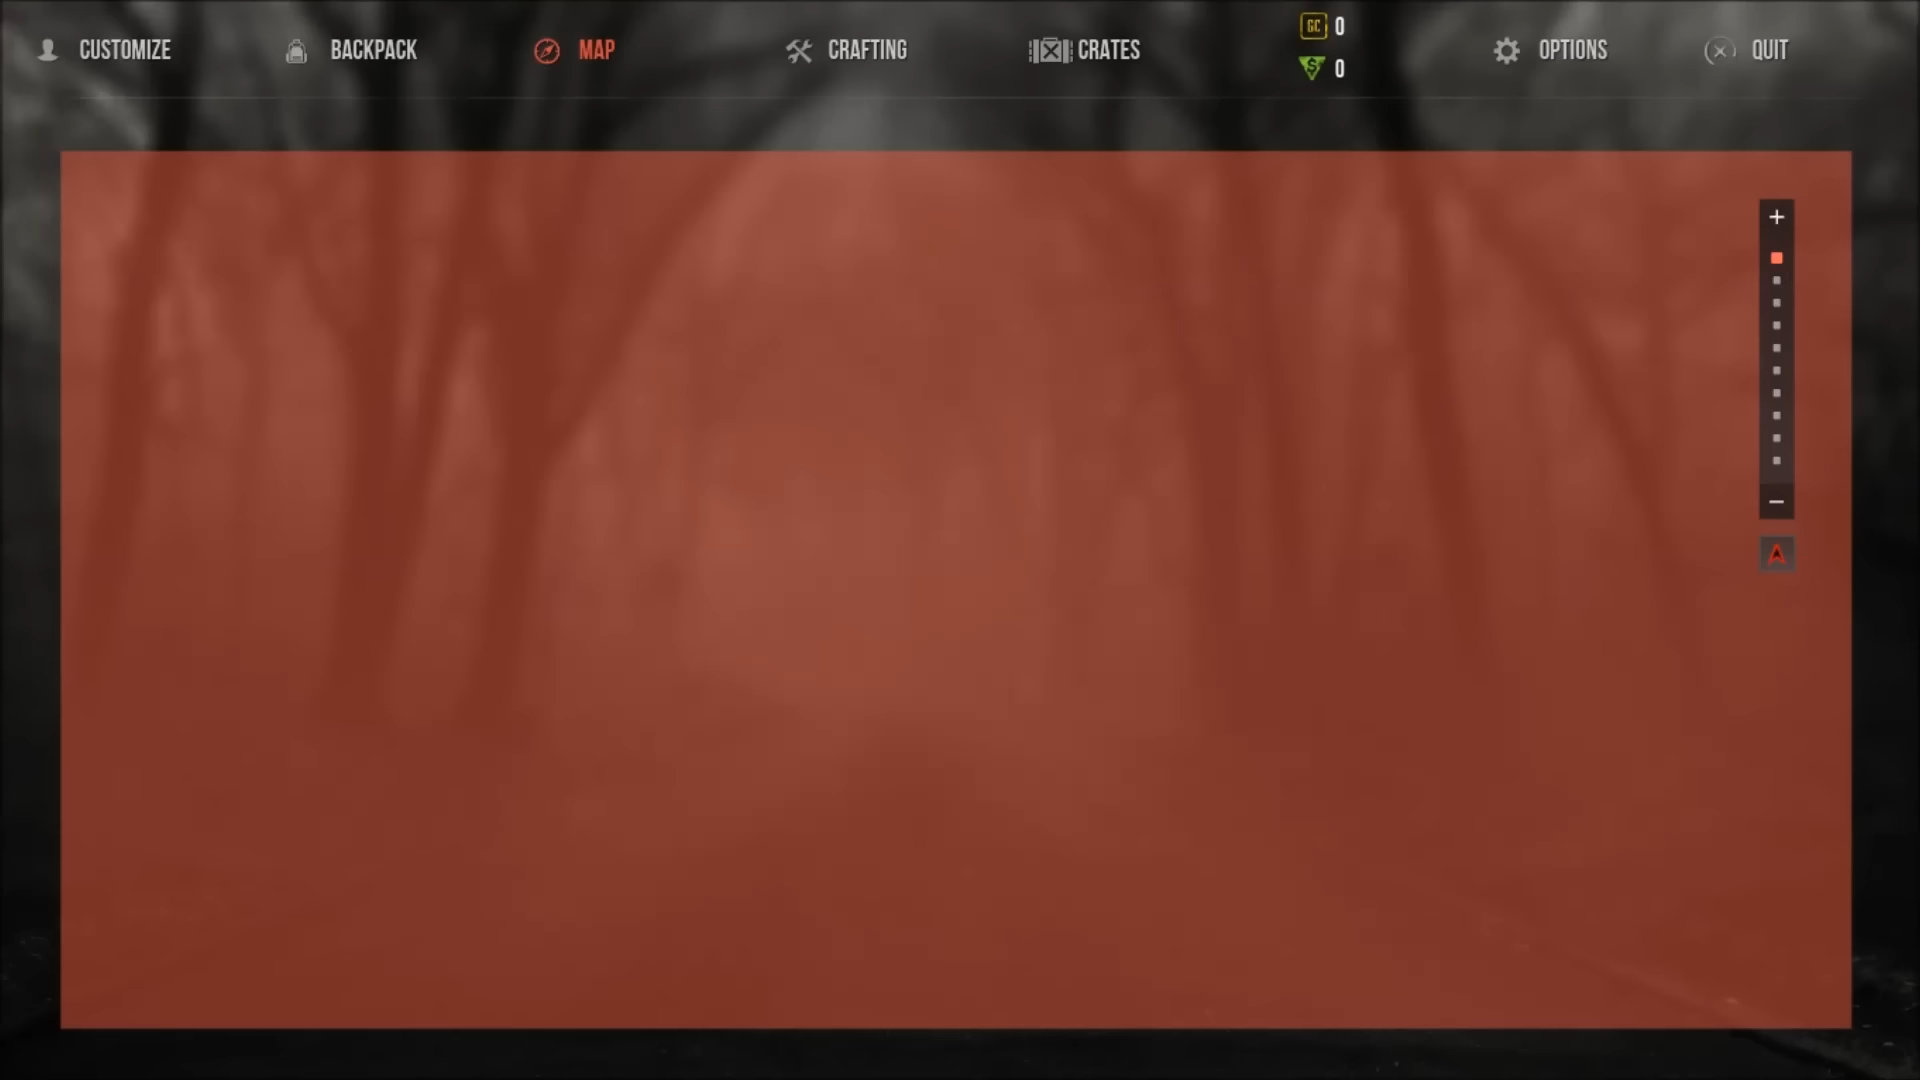 CUSTOMIZE
BACKPACK
MAP
CRAFTING
CRATES
GC 0
$ 0
OPTIONS
QUIT
+
−